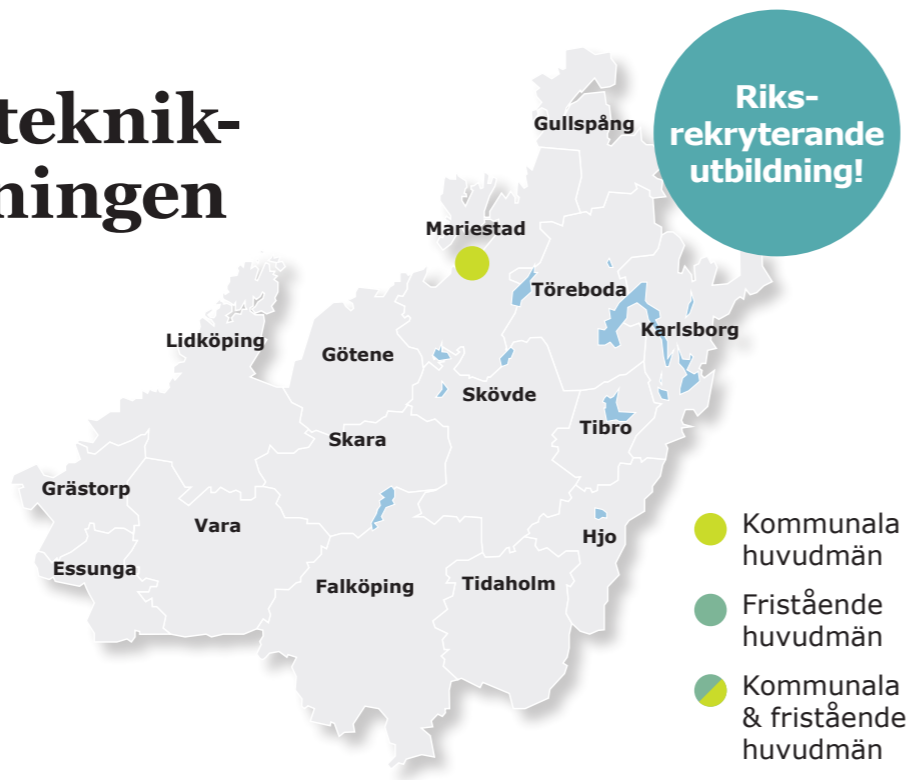 teknik-
ningen
Riks-
rekryterande
utbildning!
Gullspång
Mariestad
Töreboda
Karlsborg
Lidköping
Götene
Skövde
Tibro
Skara
Grästorp
Vara
Hjo
Essunga
Falköping
Tidaholm
Kommunala
huvudmän
Fristående
huvudmän
Kommunala
& fristående
huvudmän